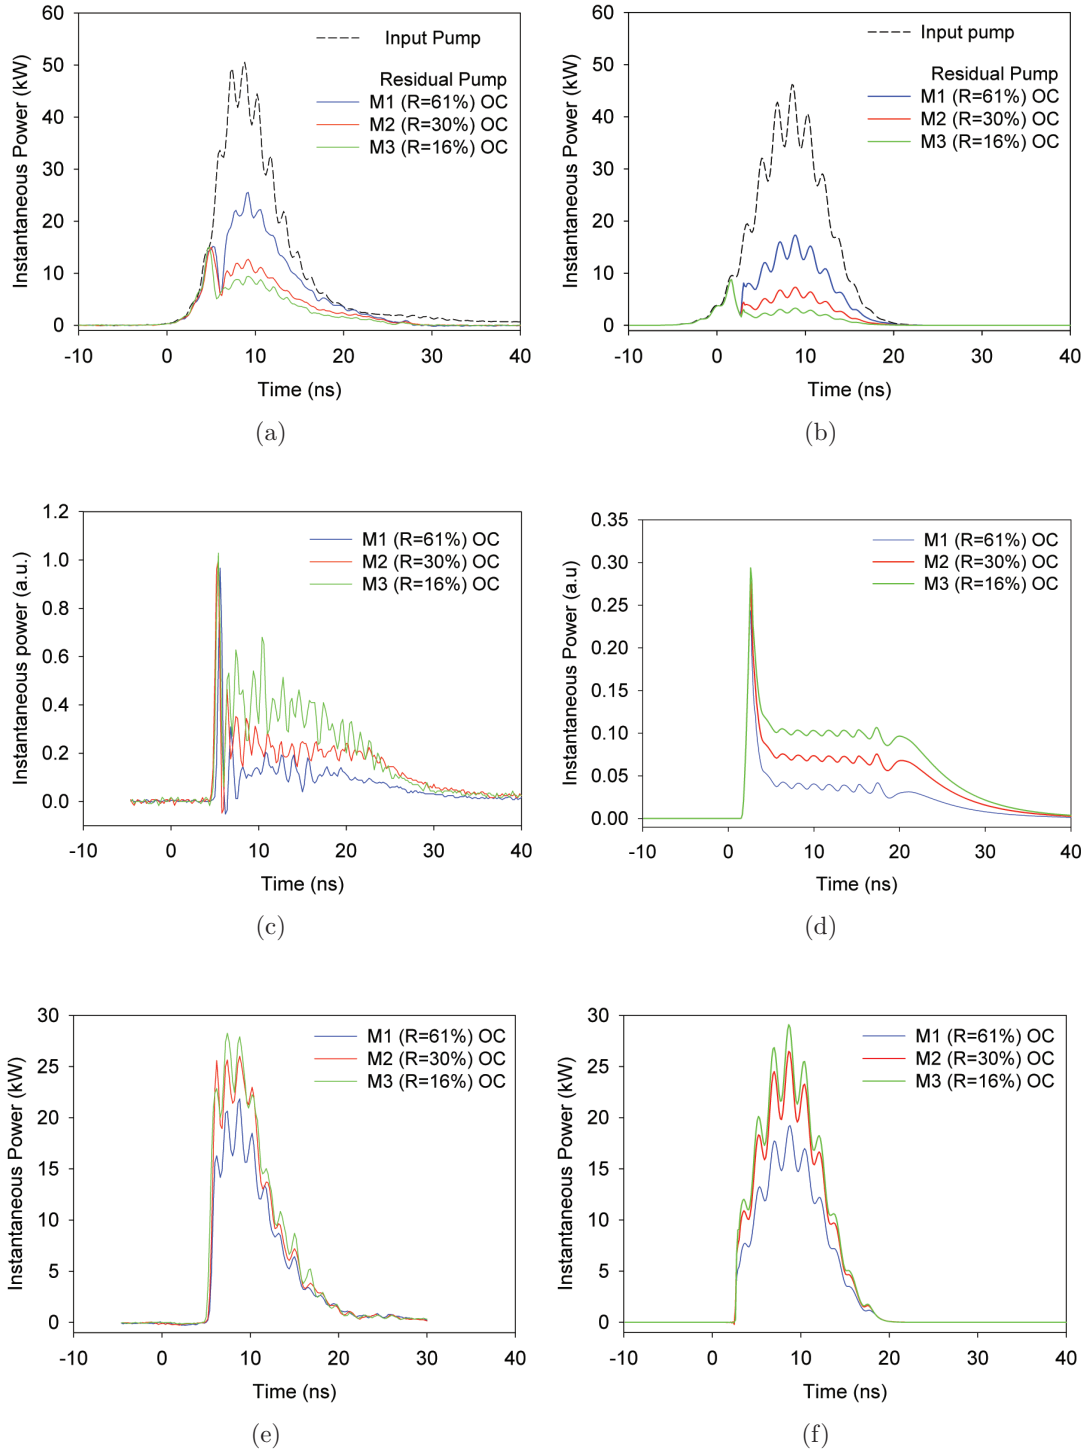 60
50
40
30
20
10
0
Instantaneous Power (kW)
Input Pump
Residual Pump
M1 (R=61%) OC
M2 (R=30%) OC
M3 (R=16%) OC
-10 0 10 20 30 40
Time (ns)
(a)
60
50
40
30
20
10
0
Instantaneous Power (kW)
Input pump
Residual Pump
M1 (R=61%) OC
M2 (R=30%) OC
M3 (R=16%) OC
-10 0 10 20 30 40
Time (ns)
(b)
1.2
1.0
0.8
0.6
0.4
0.2
0.0
Instantaneous power (a.u.)
M1 (R=61%) OC
M2 (R=30%) OC
M3 (R=16%) OC
-10 0 10 20 30 40
Time (ns)
(c)
0.35
0.30
0.25
0.20
0.15
0.10
0.05
0.00
Instantaneous Power (a.u)
M1 (R=61%) OC
M2 (R=30%) OC
M3 (R=16%) OC
-10 0 10 20 30 40
Time (ns)
(d)
30
25
20
15
10
5
0
Instantaneous Power (kW)
M1 (R=61%) OC
M2 (R=30%) OC
M3 (R=16%) OC
-10 0 10 20 30 40
Time (ns)
(e)
30
25
20
15
10
5
0
Instantaneous Power (kW)
M1 (R=61%) OC
M2 (R=30%) OC
M3 (R=16%) OC
-10 0 10 20 30 40
Time (ns)
(f)